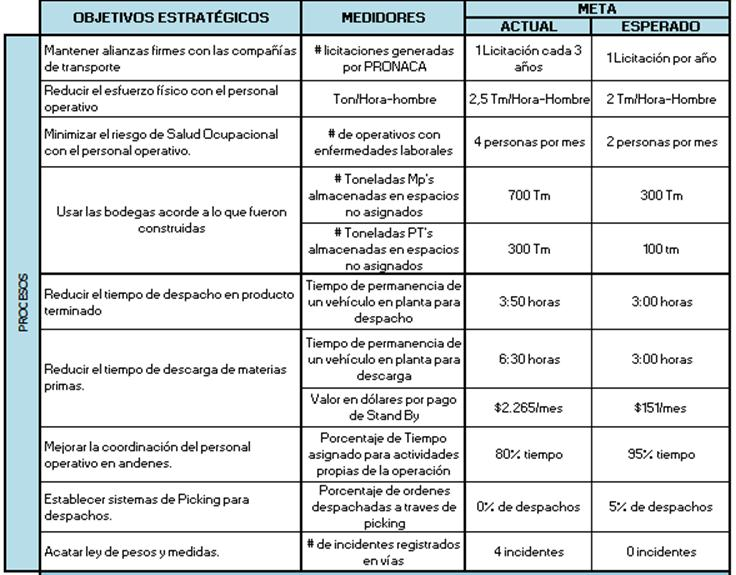 OBJETIVOS ESTRATÉGICOS
MEDIDORES
META
ACTUAL
ESPERADO
PROCESOS
Mantener alianzas firmes con las compañías
de transporte
# licitaciones generadas
por PRONACA
1 Licitación cada 3
años
1 Licitación por año
Reducir el esfuerzo físico con el personal
operativo
Ton/Hora-hombre
2,5 Tm/Hora-Hombre
2 Tm/Hora-Hombre
Minimizar el riesgo de Salud Ocupacional
con el personal operativo.
# de operativos con
enfermedades laborales
4 personas por mes
2 personas por mes
Usar las bodegas acorde a lo que fueron
construidas
# Toneladas Mp's
almacenadas en espacios
no asignados
700 Tm
300 Tm
# Toneladas PT's
almacenadas en espacios
no asignados
300 Tm
100 tm
Reducir el tiempo de despacho en producto
terminado
Tiempo de permanencia de
un vehículo en planta para
despacho
3:50 horas
3:00 horas
Reducir el tiempo de descarga de materias
primas.
Tiempo de permanencia de
un vehículo en planta para
descarga
6:30 horas
3:00 horas
Valor en dólares por pago
de Stand By
$2.265/mes
$151/mes
Mejorar la coordinación del personal
operativo en andenes.
Porcentaje de Tiempo
asignado para actividades
propias de la operación
80% tiempo
95% tiempo
Establecer sistemas de Picking para
despachos.
Porcentaje de ordenes
despachadas a traves de
picking
0% de despachos
5% de despachos
Acatar ley de pesos y medidas.
# de incidentes registrados
en vías
4 incidentes
0 incidentes